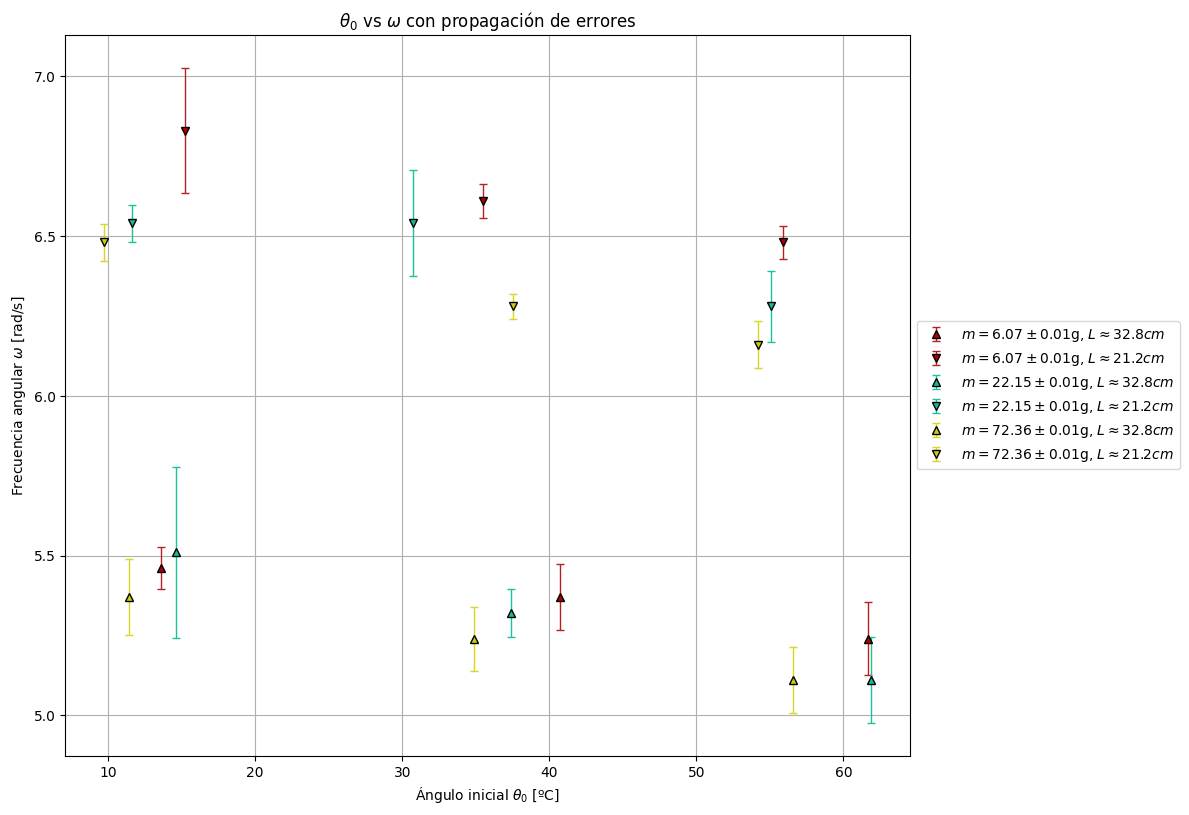 θ₀ vs ω con propagación de errores
7.0
6.5
6.0
5.5
5.0
Frecuencia angular ω [rad/s]
10 20 30 40 50 60
Ángulo inicial θ₀ [ºC]
m = 6.07 ± 0.01g, L ≈ 32.8cm
m = 6.07 ± 0.01g, L ≈ 21.2cm
m = 22.15 ± 0.01g, L ≈ 32.8cm
m = 22.15 ± 0.01g, L ≈ 21.2cm
m = 72.36 ± 0.01g, L ≈ 32.8cm
m = 72.36 ± 0.01g, L ≈ 21.2cm